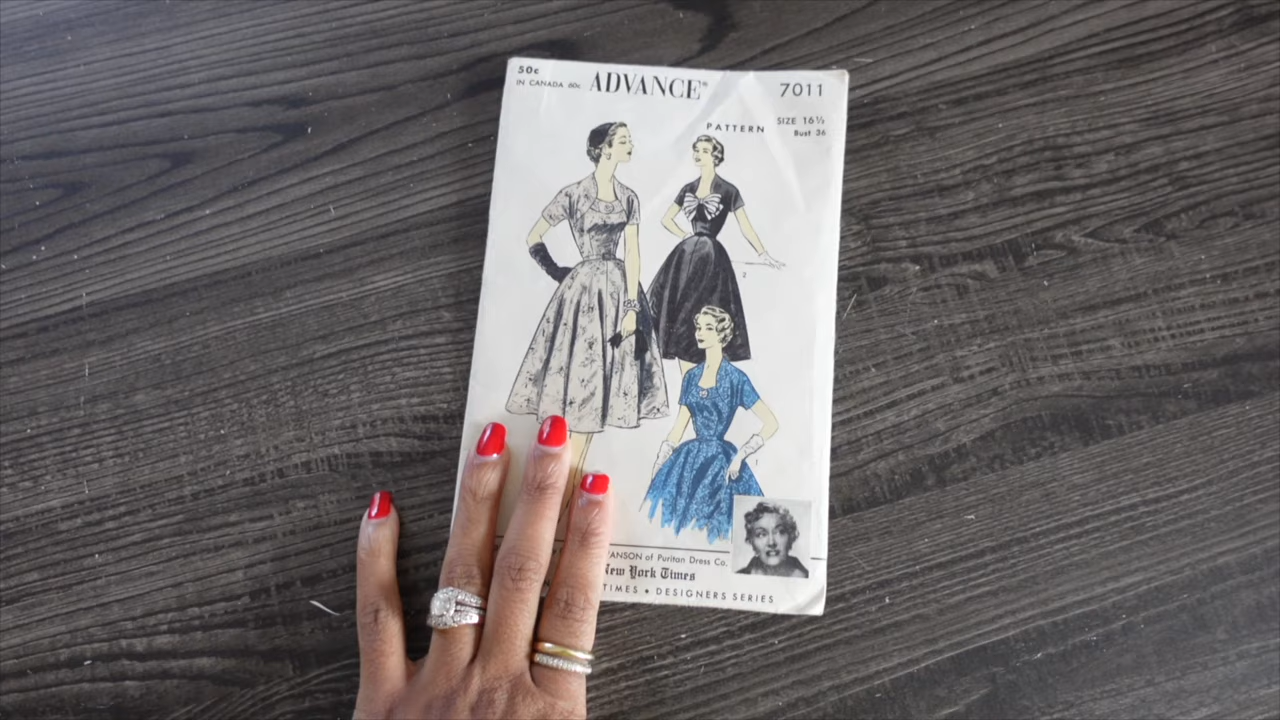 50¢
IN CANADA 60c
ADVANCE®
7011
PATTERN
SIZE 16½
Bust 36
2
1
ANSON of Puritan Dress Co.
New York Times
TIMES • DESIGNERS SERIES